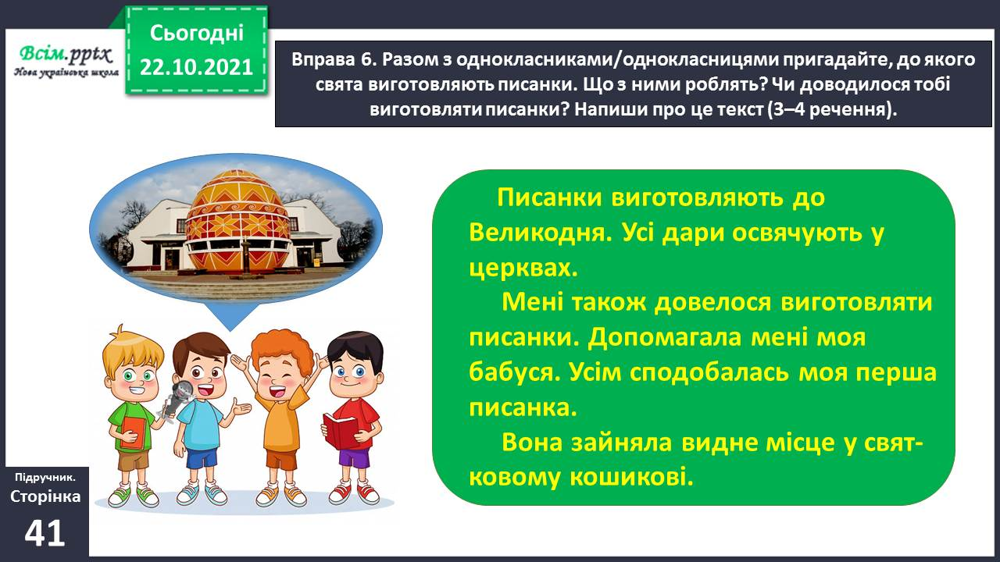 Сьогодні
22.10.2021
Всім.pptx
Нова українська школа
Вправа 6. Разом з однокласниками/однокласницями пригадайте, до якого
свята виготовляють писанки. Що з ними роблять? Чи доводилося тобі
виготовляти писанки? Напиши про це текст (3–4 речення).
Писанки виготовляють до
Великодня. Усі дари освячують у
церквах.
Мені також довелося виготовляти
писанки. Допомагала мені моя
бабуся. Усім сподобалась моя перша
писанка.
Вона зайняла видне місце у свят-
ковому кошикові.
Підручник.
Сторінка
41